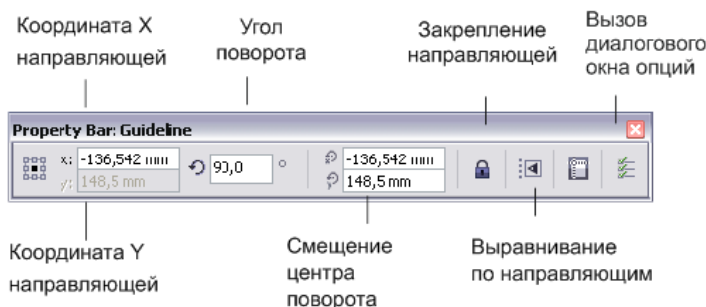 Координата X
направляющей
Угол
поворота
Закрепление
направляющей
Вызов
диалогового
окна опций
Property Bar: Guideline
x: -136,542 mm
y: 148,5 mm
90,0 °
-136,542 mm
148,5 mm
Координата Y
направляющей
Смещение
центра
поворота
Выравнивание
по направляющим